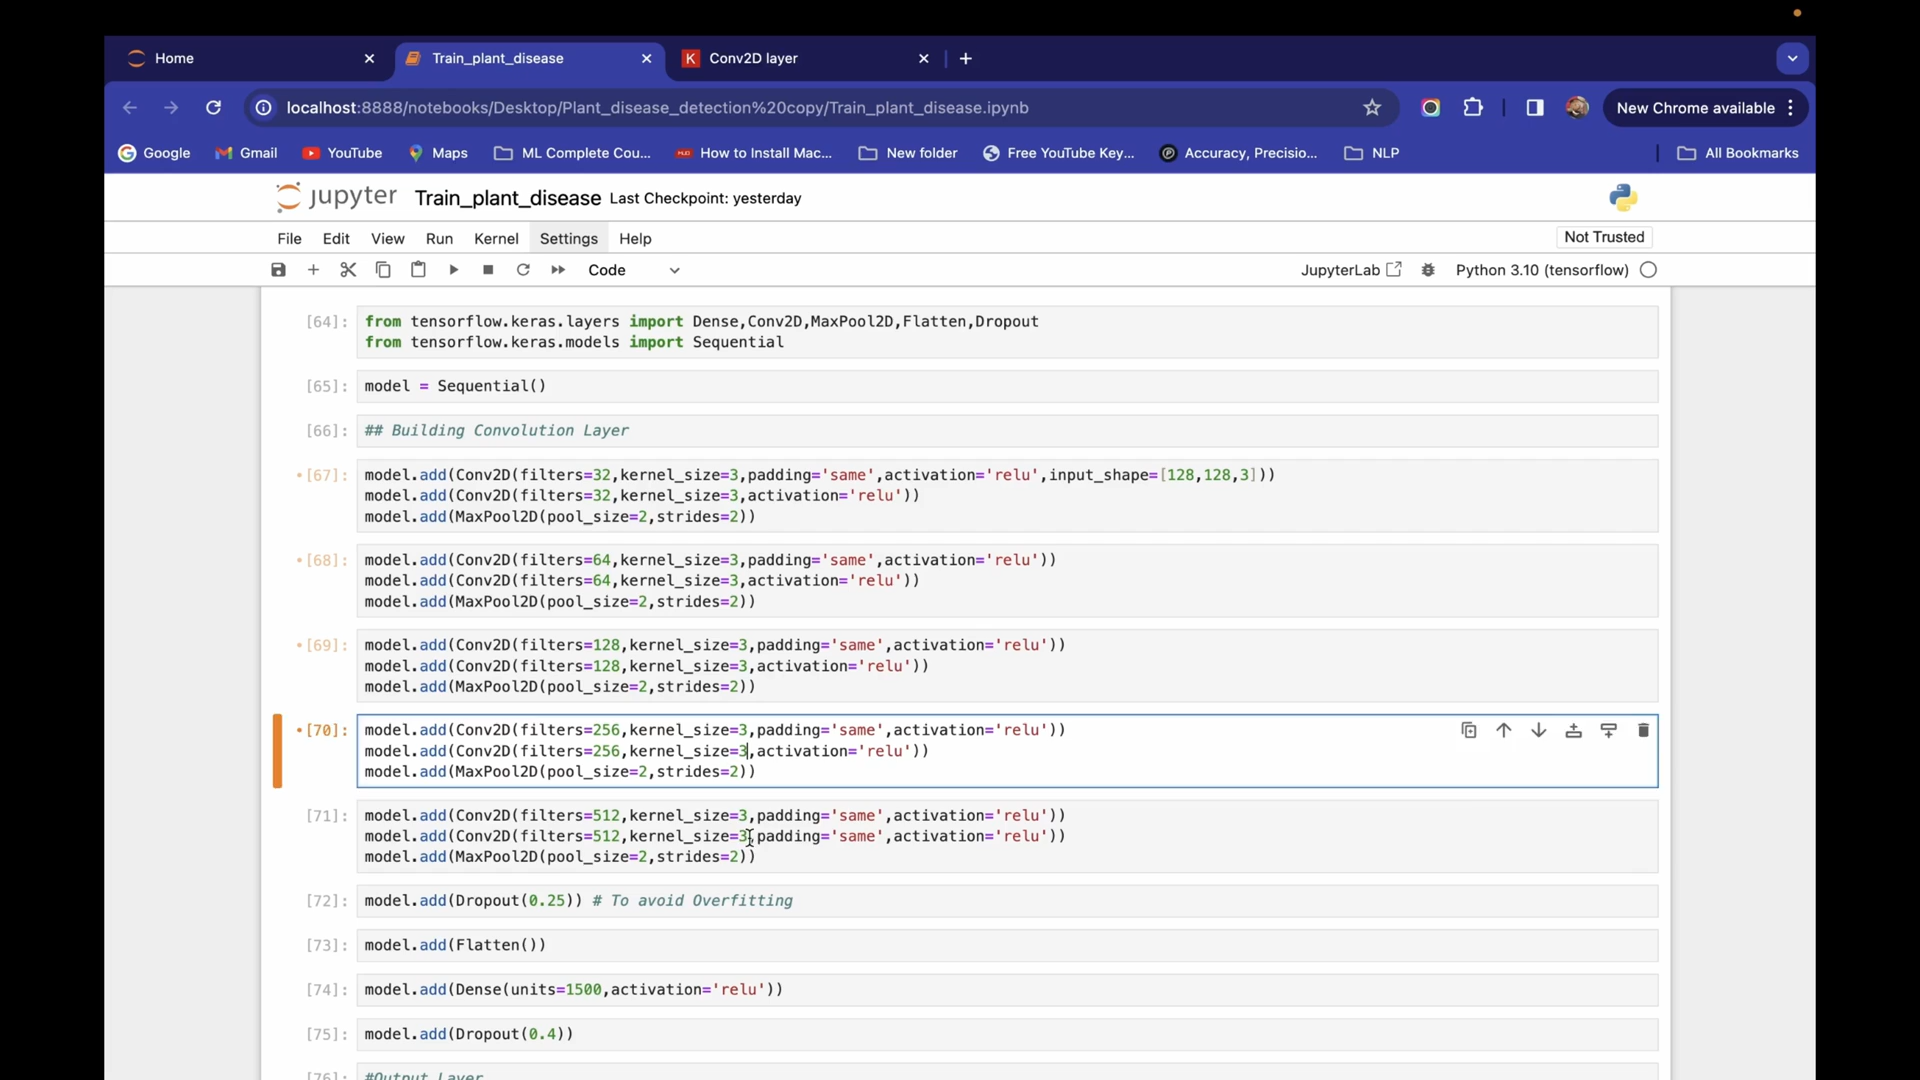 Home
Train_plant_disease
K Conv2D layer
localhost:8888/notebooks/Desktop/Plant_disease_detection%20copy/Train_plant_disease.ipynb
New Chrome available
Google
Gmail
YouTube
Maps
ML Complete Cou...
How to Install Mac...
New folder
Free YouTube Key...
Accuracy, Precisio...
NLP
All Bookmarks
jupyter Train_plant_disease Last Checkpoint: yesterday
File Edit View Run Kernel Settings Help
Not Trusted
Code
JupyterLab
Python 3.10 (tensorflow)
[64]: from tensorflow.keras.layers import Dense,Conv2D,MaxPool2D,Flatten,Dropout
from tensorflow.keras.models import Sequential
[65]: model = Sequential()
[66]: ## Building Convolution Layer
•[67]: model.add(Conv2D(filters=32,kernel_size=3,padding='same',activation='relu',input_shape=[128,128,3]))
model.add(Conv2D(filters=32,kernel_size=3,activation='relu'))
model.add(MaxPool2D(pool_size=2,strides=2))
•[68]: model.add(Conv2D(filters=64,kernel_size=3,padding='same',activation='relu'))
model.add(Conv2D(filters=64,kernel_size=3,activation='relu'))
model.add(MaxPool2D(pool_size=2,strides=2))
•[69]: model.add(Conv2D(filters=128,kernel_size=3,padding='same',activation='relu'))
model.add(Conv2D(filters=128,kernel_size=3,activation='relu'))
model.add(MaxPool2D(pool_size=2,strides=2))
•[70]: model.add(Conv2D(filters=256,kernel_size=3,padding='same',activation='relu'))
model.add(Conv2D(filters=256,kernel_size=3,activation='relu'))
model.add(MaxPool2D(pool_size=2,strides=2))
[71]: model.add(Conv2D(filters=512,kernel_size=3,padding='same',activation='relu'))
model.add(Conv2D(filters=512,kernel_size=3,padding='same',activation='relu'))
model.add(MaxPool2D(pool_size=2,strides=2))
[72]: model.add(Dropout(0.25)) # To avoid Overfitting
[73]: model.add(Flatten())
[74]: model.add(Dense(units=1500,activation='relu'))
[75]: model.add(Dropout(0.4))
[76]: #Output Layer